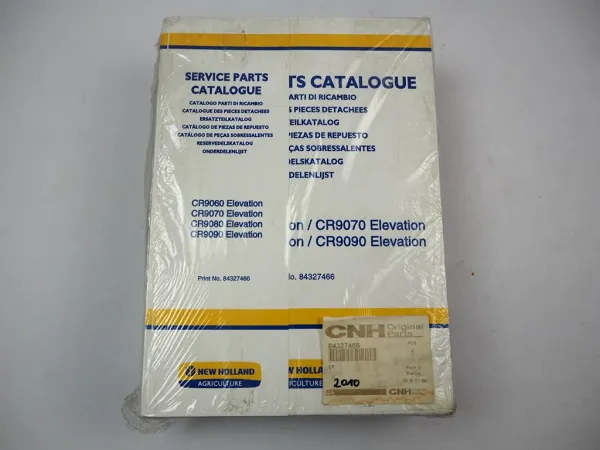 SERVICE PARTS
CATALOGUE
CATALOGO PARTI DI RICAMBIO
CATALOGUE DES PIECES DETACHEES
ERSATZTEILKATALOG
CATÁLOGO DE PIEZAS DE REPUESTO
CATÁLOGO DE PEÇAS SOBRESSALENTES
RESERVEDELSKATALOG
ONDERDELENLIJST
CR9060 Elevation
CR9070 Elevation
CR9080 Elevation
CR9090 Elevation
Print No. 84327466
NEW HOLLAND
AGRICULTURE
TS CATALOGUE
PARTI DI RICAMBIO
S PIECES DETACHEES
TEILKATALOG
PIEZAS DE REPUESTO
ÇAS SOBRESSALENTES
DELSKATALOG
DELENLIJST
on / CR9070 Elevation
on / CR9090 Elevation
No. 84327466
NEW HOLLAND
RICULTURE
CNH Original
Parts
84327466
2010
CNH